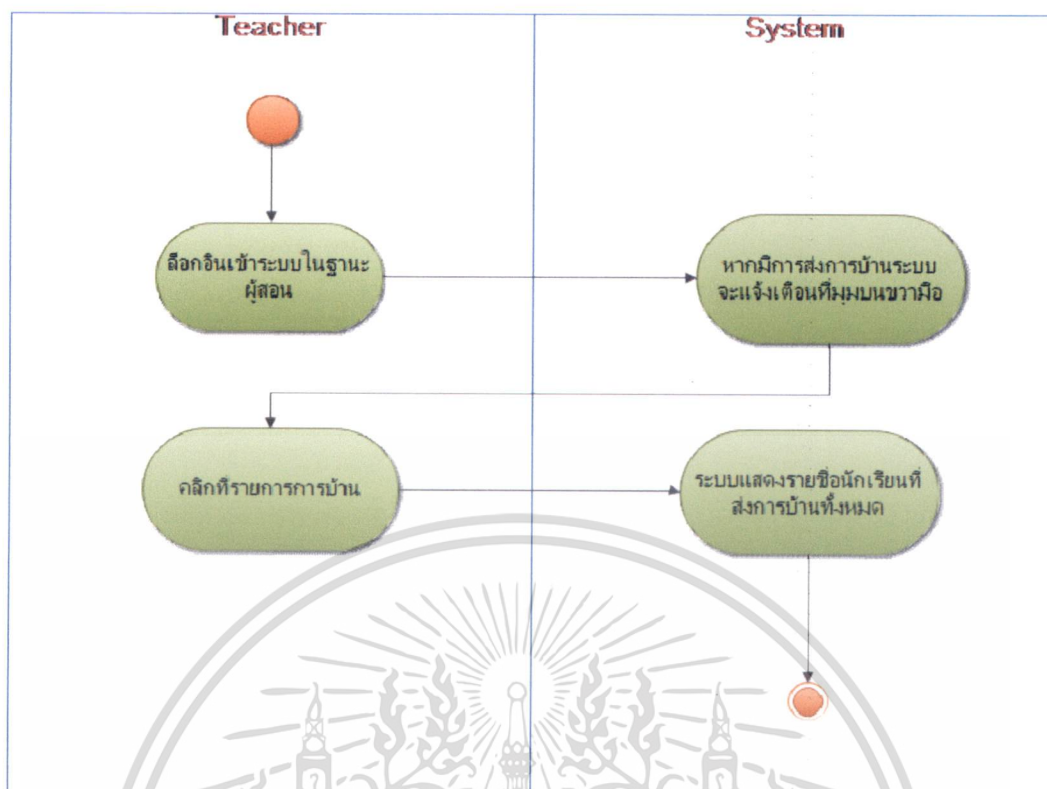 Teacher
System
ล็อกอินเข้าระบบในฐานะ
ผู้สอน
หากมีการส่งการบ้านระบบ
จะแจ้งเตือนที่มุมบนขวามือ
คลิกที่รายการการบ้าน
ระบบแสดงรายชื่อนักเรียนที่
ส่งการบ้านทั้งหมด